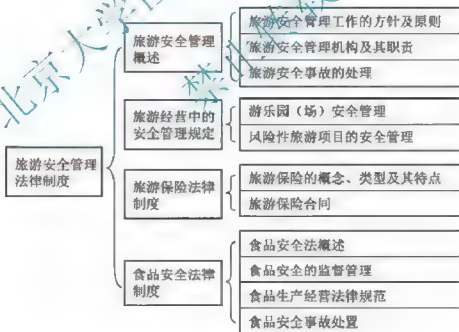 北京大学
禁止
旅游安全管理
法律制度
旅游安全管理
概述
旅游安全管理工作的方针及原则
旅游安全管理机构及其职责
旅游安全事故的处理
旅游经营中的
安全管理规定
游乐园（场）安全管理
风险性旅游项目的安全管理
旅游保险法律
制度
旅游保险的概念、类型及其特点
旅游保险合同
食品安全法律
制度
食品安全法概述
食品安全的监督管理
食品生产经营法律规范
食品安全事故处置